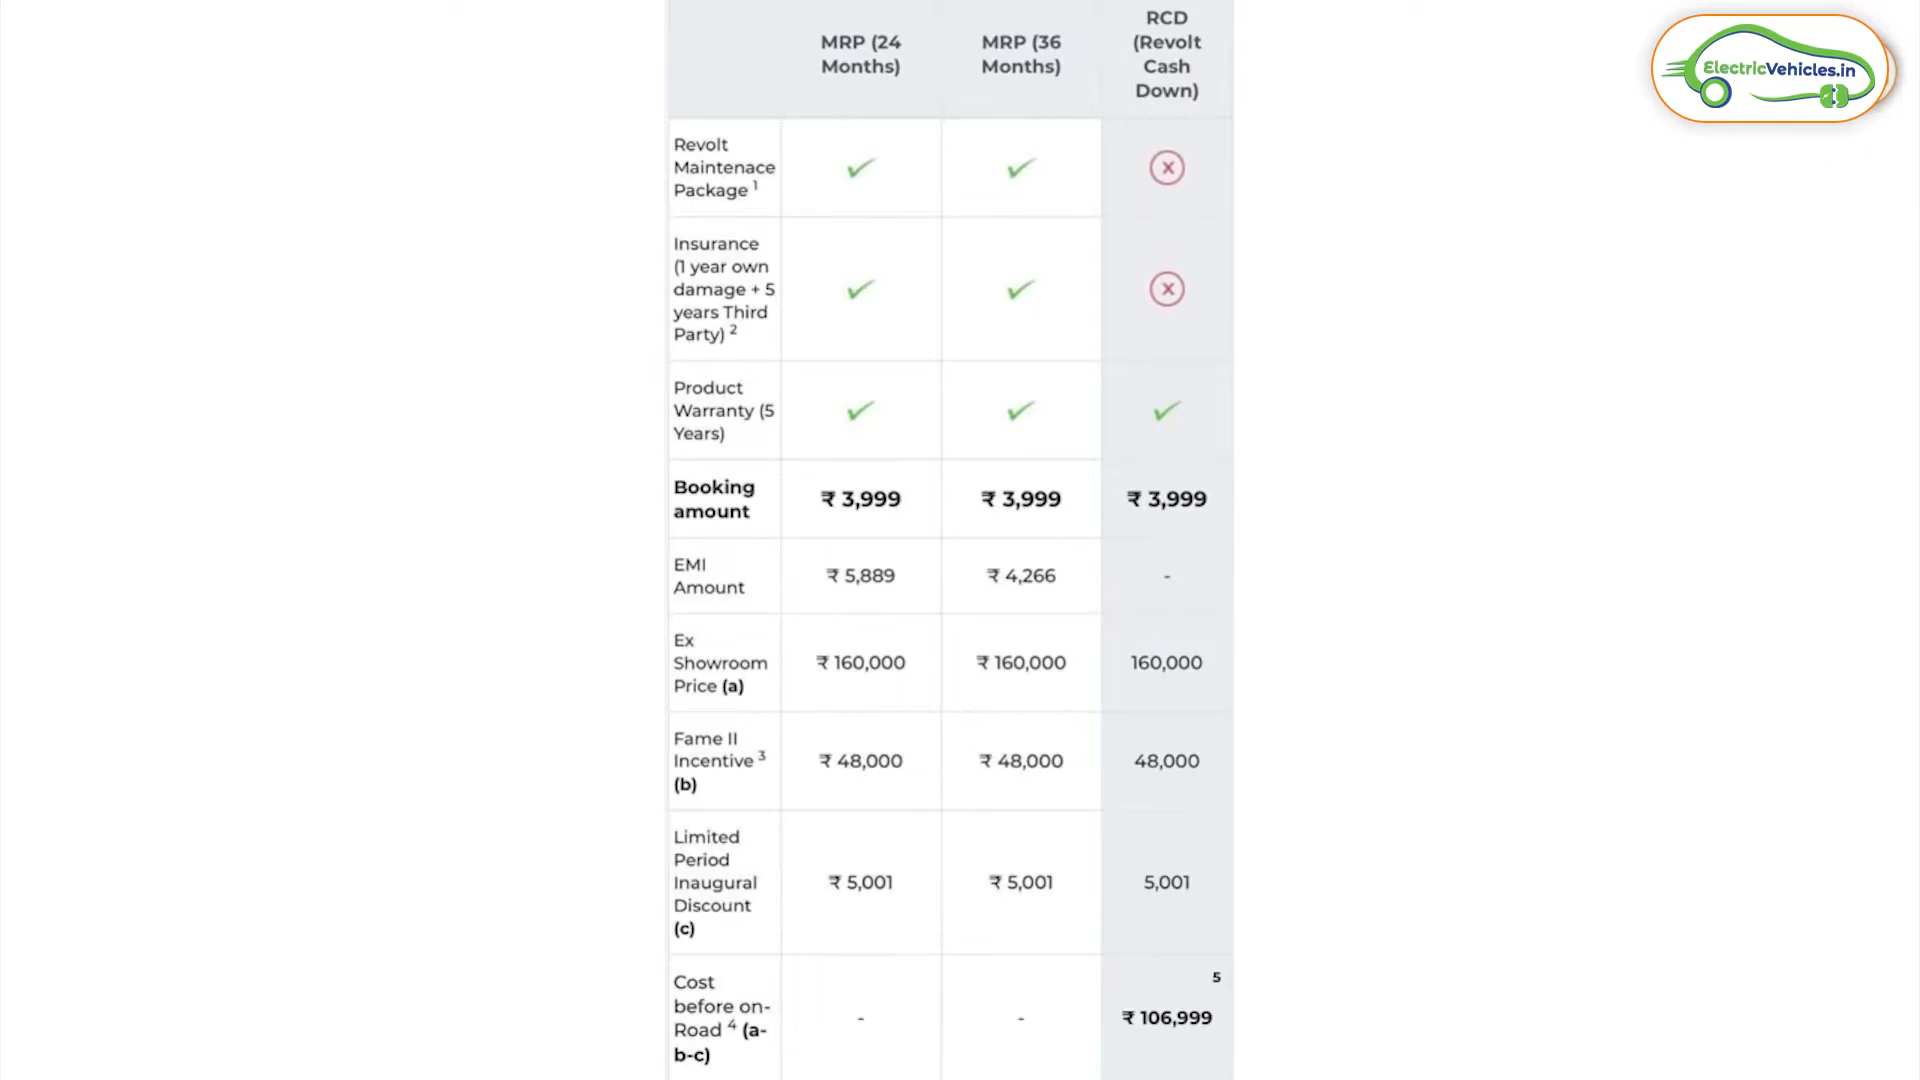 MRP (24
Months)
MRP (36
Months)
RCD
(Revolt
Cash
Down)
ElectricVehicles.in
Revolt
Maintenace
Package 1
Insurance
(1 year own
damage + 5
years Third
Party) 2
Product
Warranty (5
Years)
Booking
amount
₹ 3,999
₹ 3,999
₹ 3,999
EMI
Amount
₹ 5,889
₹ 4,266
-
Ex
Showroom
Price (a)
₹ 160,000
₹ 160,000
160,000
Fame II
Incentive 3
(b)
₹ 48,000
₹ 48,000
48,000
Limited
Period
Inaugural
Discount
(c)
₹ 5,001
₹ 5,001
5,001
Cost
before on-
Road 4 (a-
b-c)
-
-
5
₹ 106,999